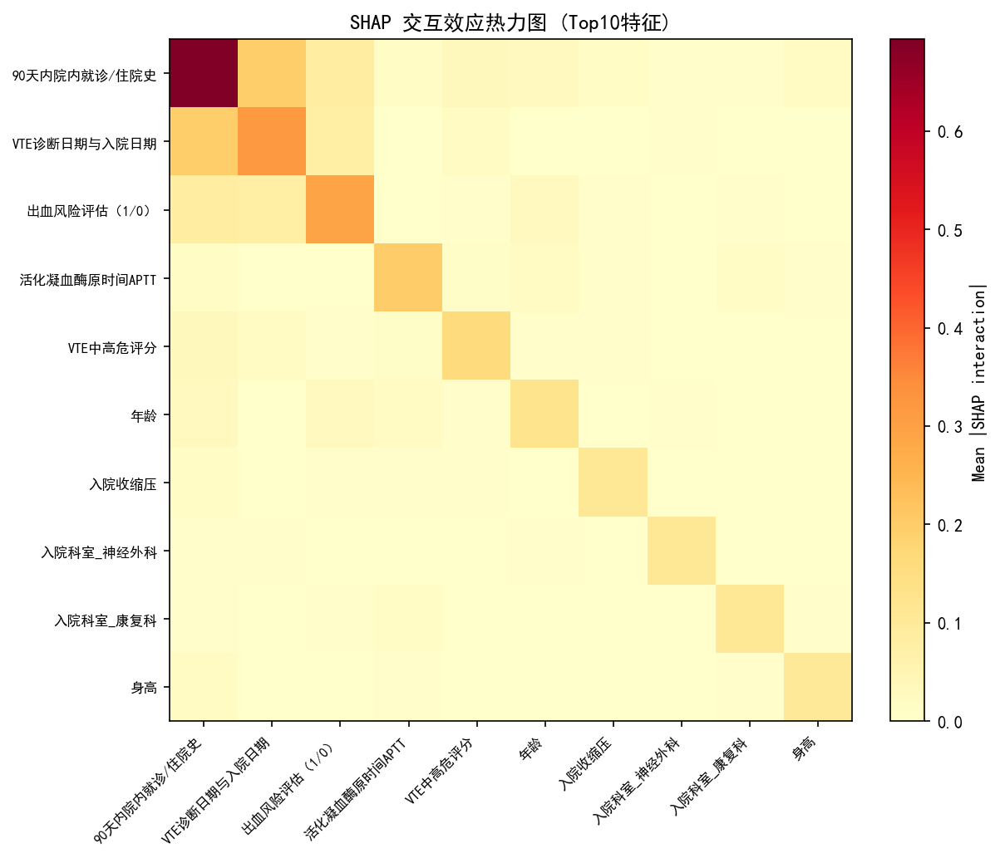 SHAP 交互效应热力图 (Top10特征)
90天内院内就诊/住院史
VTE诊断日期与入院日期
出血风险评估（1/0）
活化凝血酶原时间APTT
VTE中高危评分
年龄
入院收缩压
入院科室_神经外科
入院科室_康复科
身高
90天内院内就诊/住院史
VTE诊断日期与入院日期
出血风险评估（1/0）
活化凝血酶原时间APTT
VTE中高危评分
年龄
入院收缩压
入院科室_神经外科
入院科室_康复科
身高
0.6
0.5
0.4
0.3
0.2
0.1
0.0
Mean |SHAP interaction|